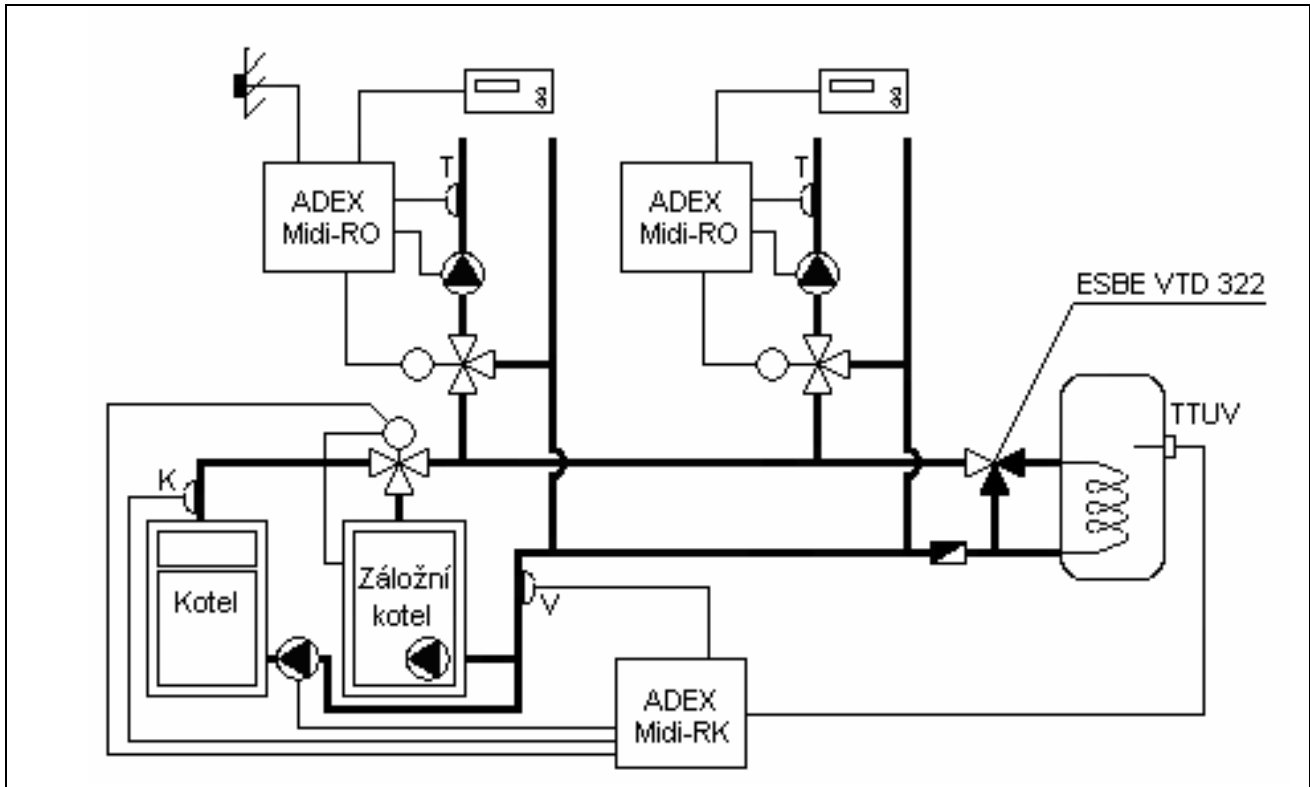 T
T
ADEX
Midi-RO
ADEX
Midi-RO
ESBE VTD 322
TTUV
K
Kotel
Záložní
kotel
V
ADEX
Midi-RK